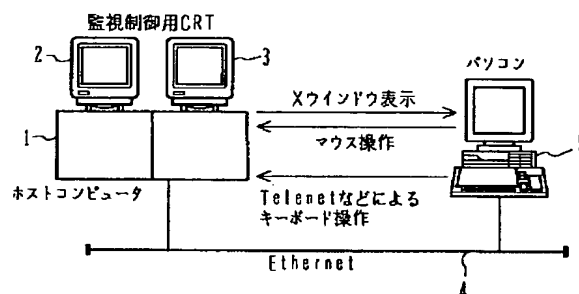 監視制御用CRT
2
3
パソコン
Xウインドウ表示
マウス操作
1
5
ホストコンピュータ
Telenetなどによる
キーボード操作
Ethernet
4